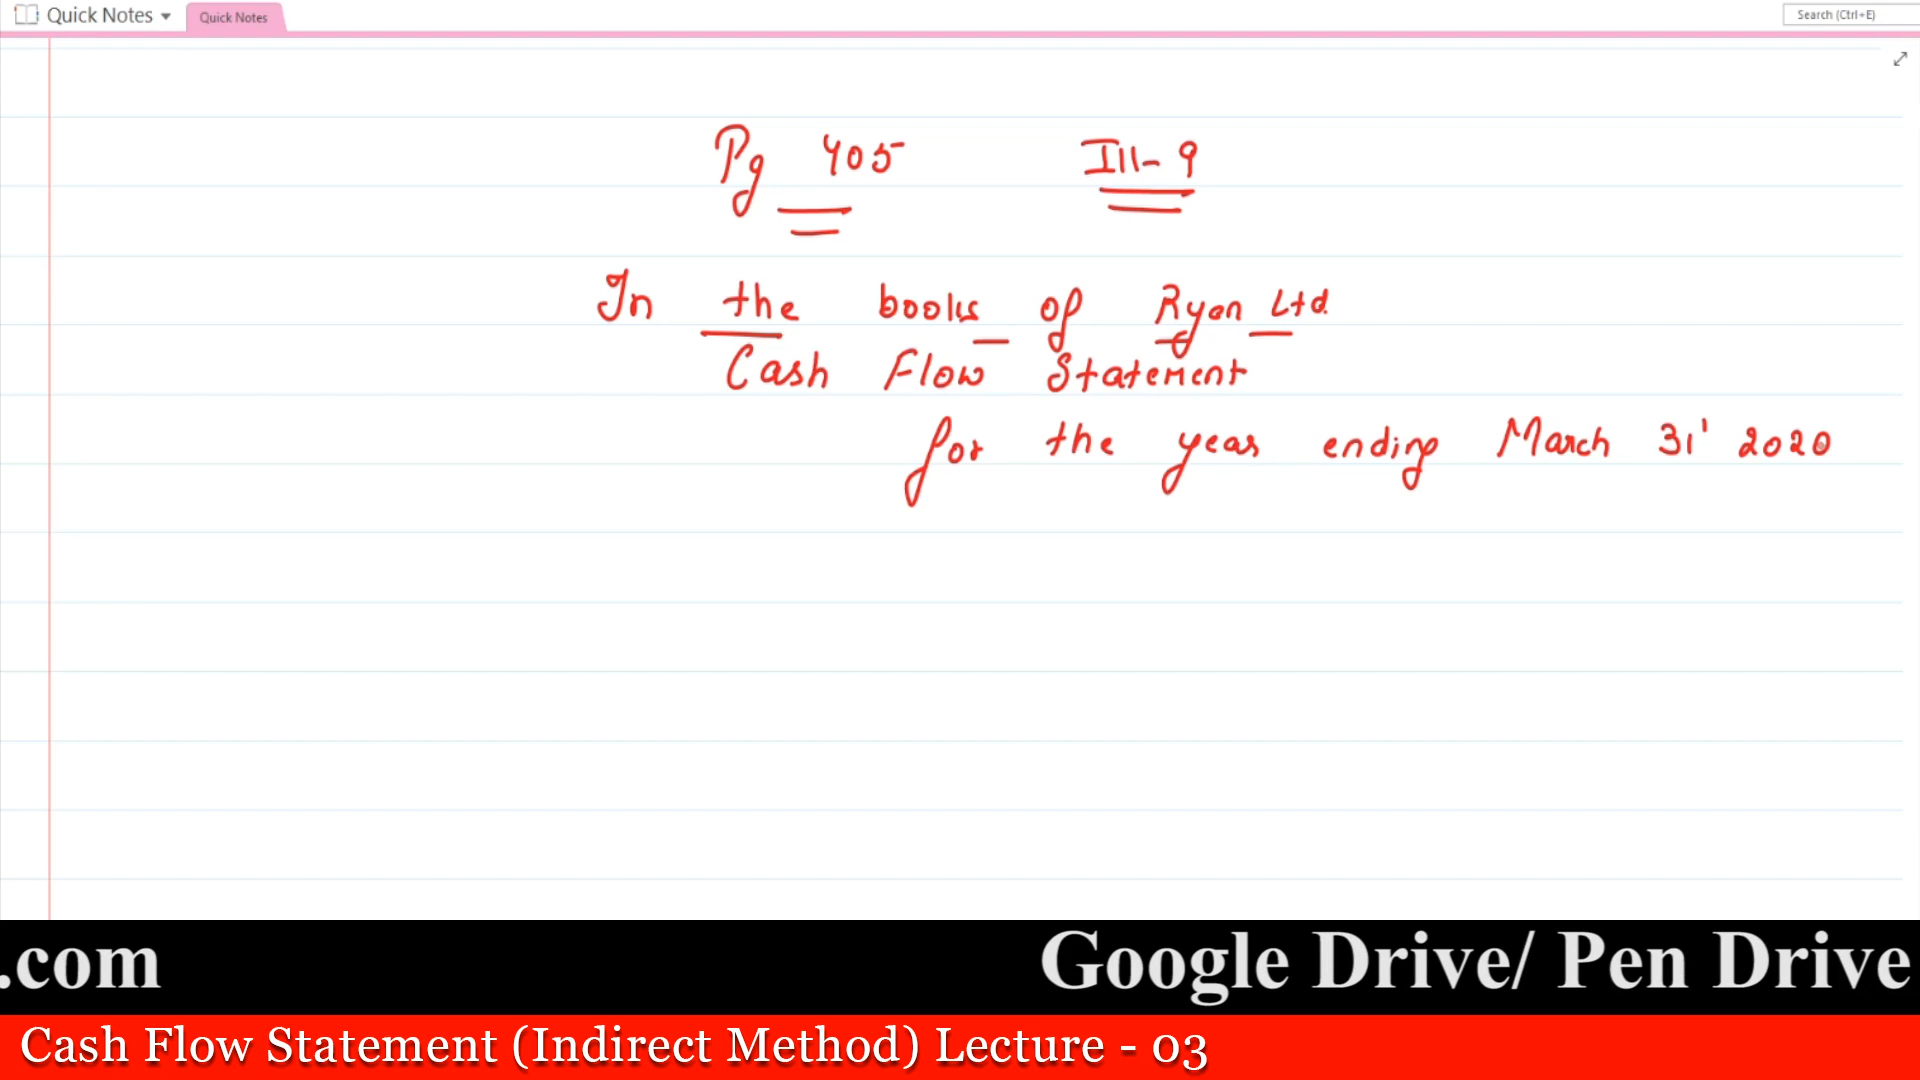 Quick Notes Quick Notes Search (Ctrl+E)
Pg 405 Ill-9
In the books of Ryan Ltd.
Cash Flow Statement
for the year ending March 31' 2020
.com Google Drive/ Pen Drive
Cash Flow Statement (Indirect Method) Lecture - 03